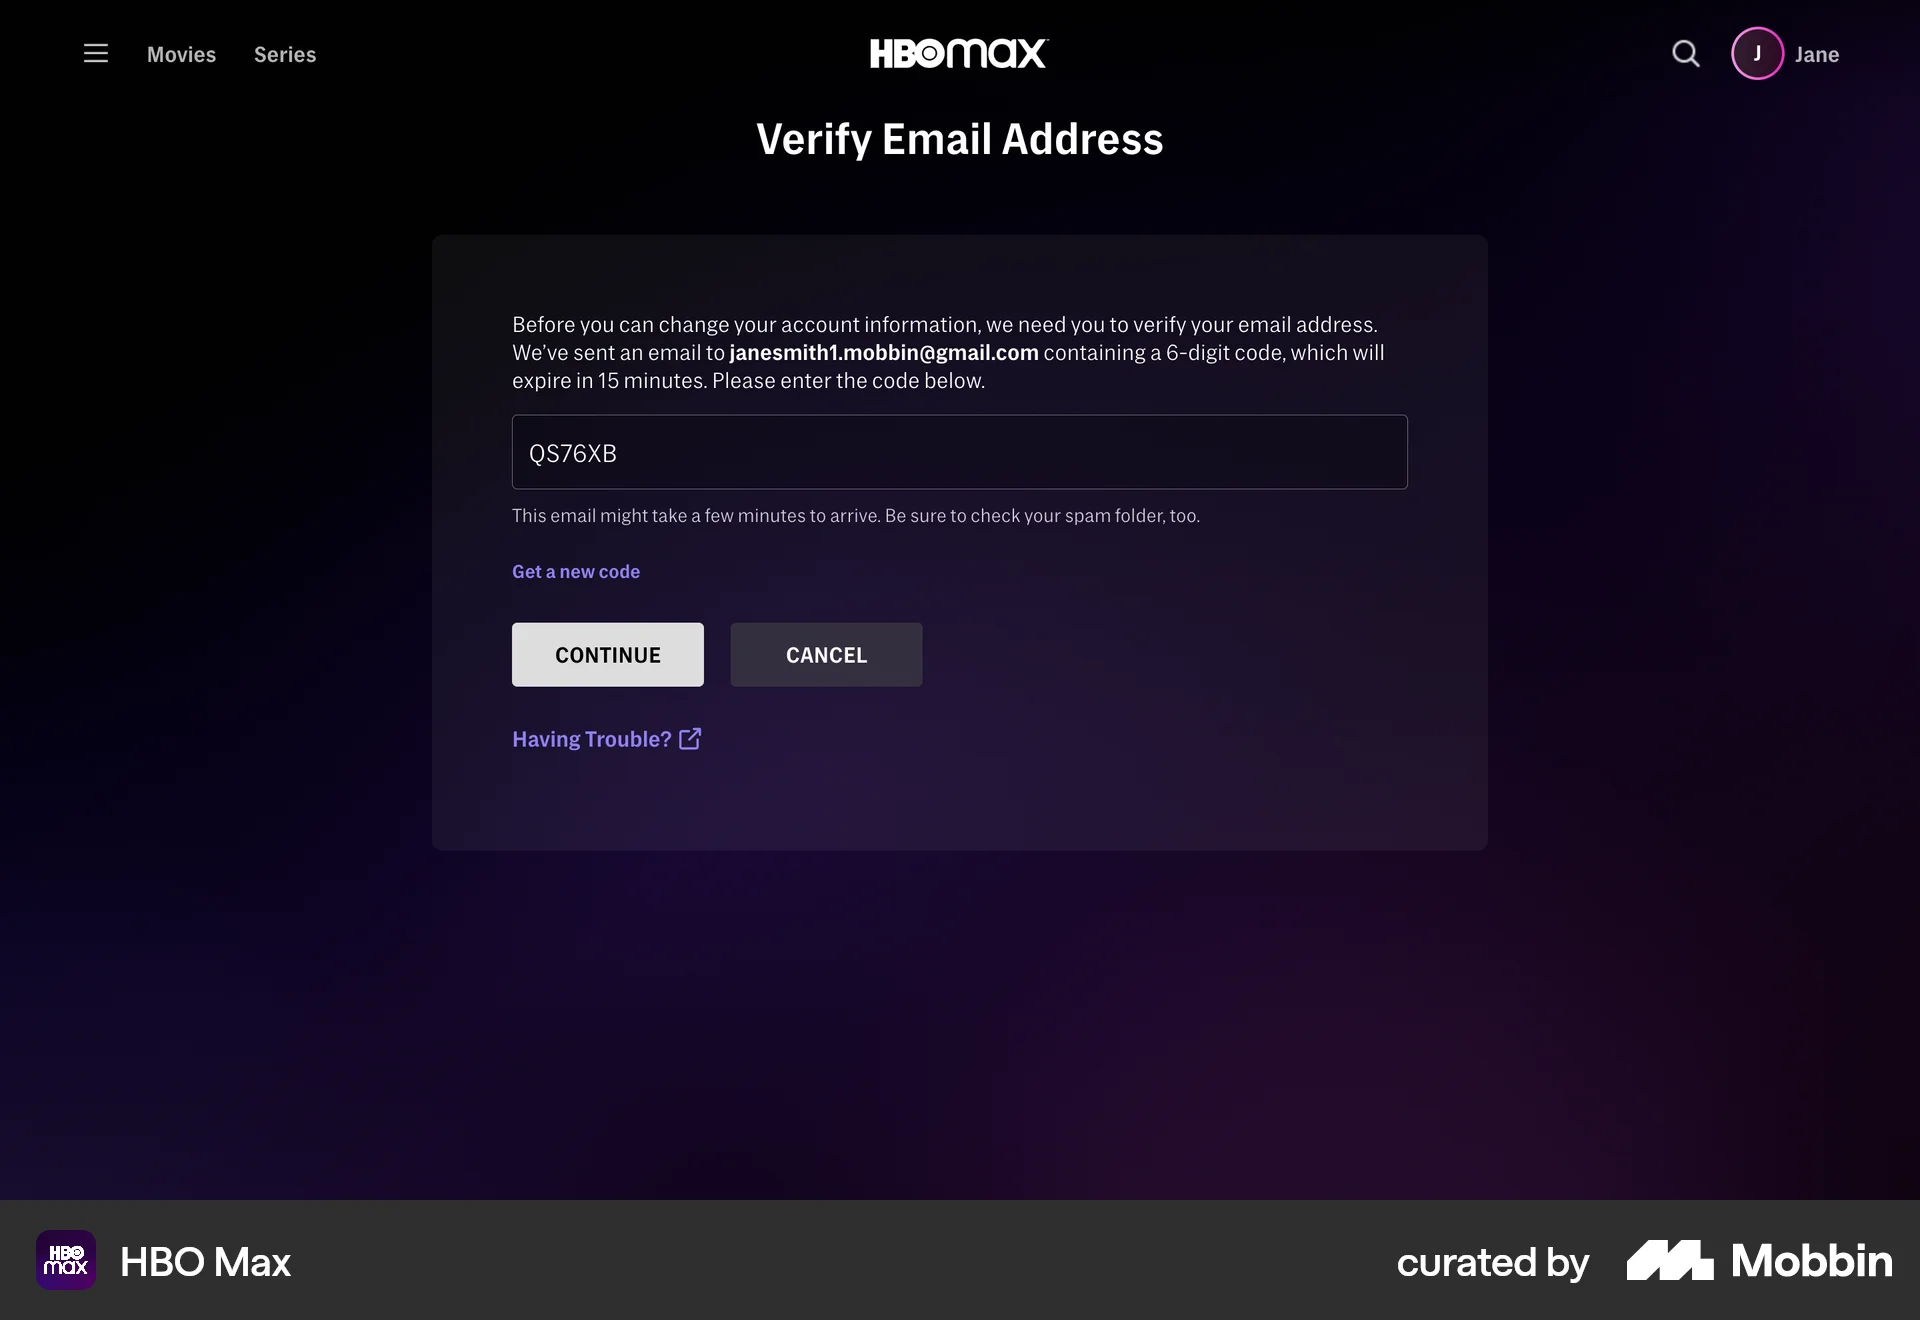 Movies Series HBOmax J Jane
Verify Email Address
Before you can change your account information, we need you to verify your email address.
We’ve sent an email to janesmith1.mobbin@gmail.com containing a 6-digit code, which will
expire in 15 minutes. Please enter the code below.
QS76XB
This email might take a few minutes to arrive. Be sure to check your spam folder, too.
Get a new code
CONTINUE CANCEL
Having Trouble?
HBO
max
HBO Max
curated by Mobbin